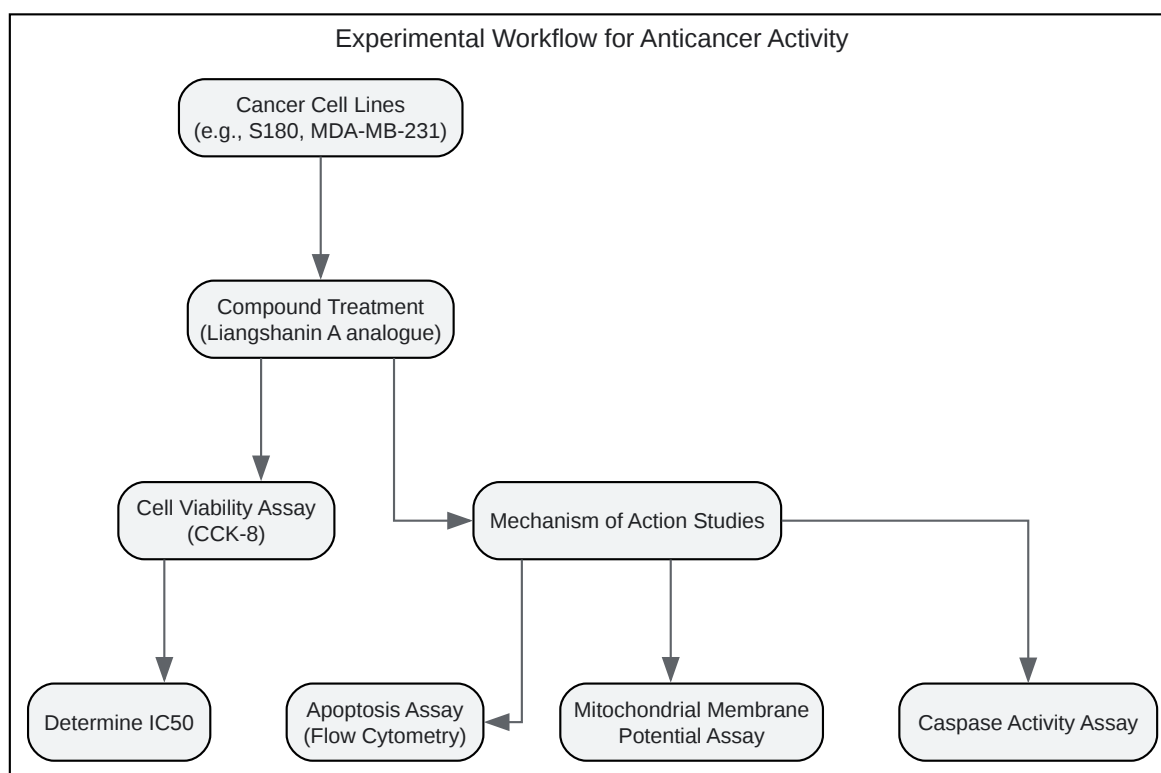 Experimental Workflow for Anticancer Activity
Cancer Cell Lines
(e.g., S180, MDA-MB-231)
Compound Treatment
(Liangshanin A analogue)
Cell Viability Assay
(CCK-8)
Mechanism of Action Studies
Determine IC50
Apoptosis Assay
(Flow Cytometry)
Mitochondrial Membrane
Potential Assay
Caspase Activity Assay